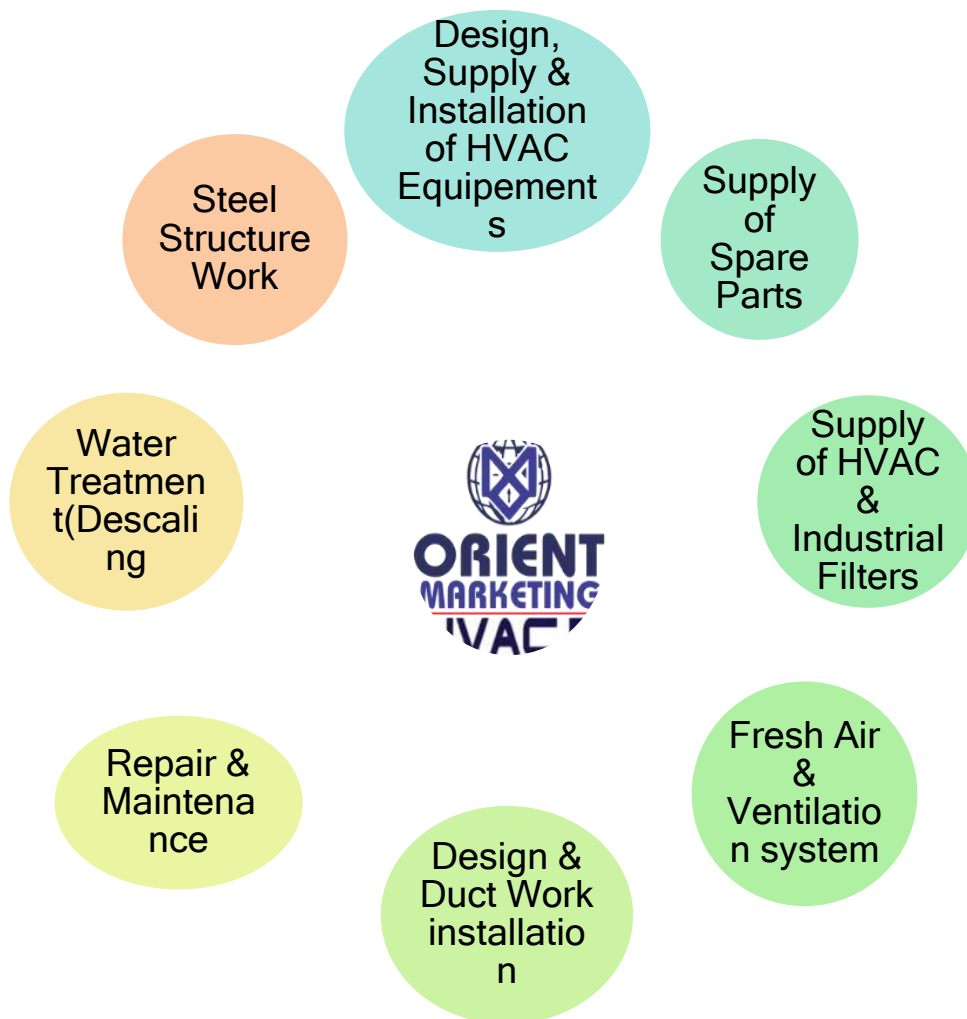 Design,
Supply &
Installation
of HVAC
Equipement
s
Supply
of
Spare
Parts
Supply
of HVAC
&
Industrial
Filters
Fresh Air
&
Ventilatio
n system
Design &
Duct Work
installatio
n
Repair &
Maintena
nce
Water
Treatmen
t(Descali
ng
Steel
Structure
Work
ORIENT
MARKETING